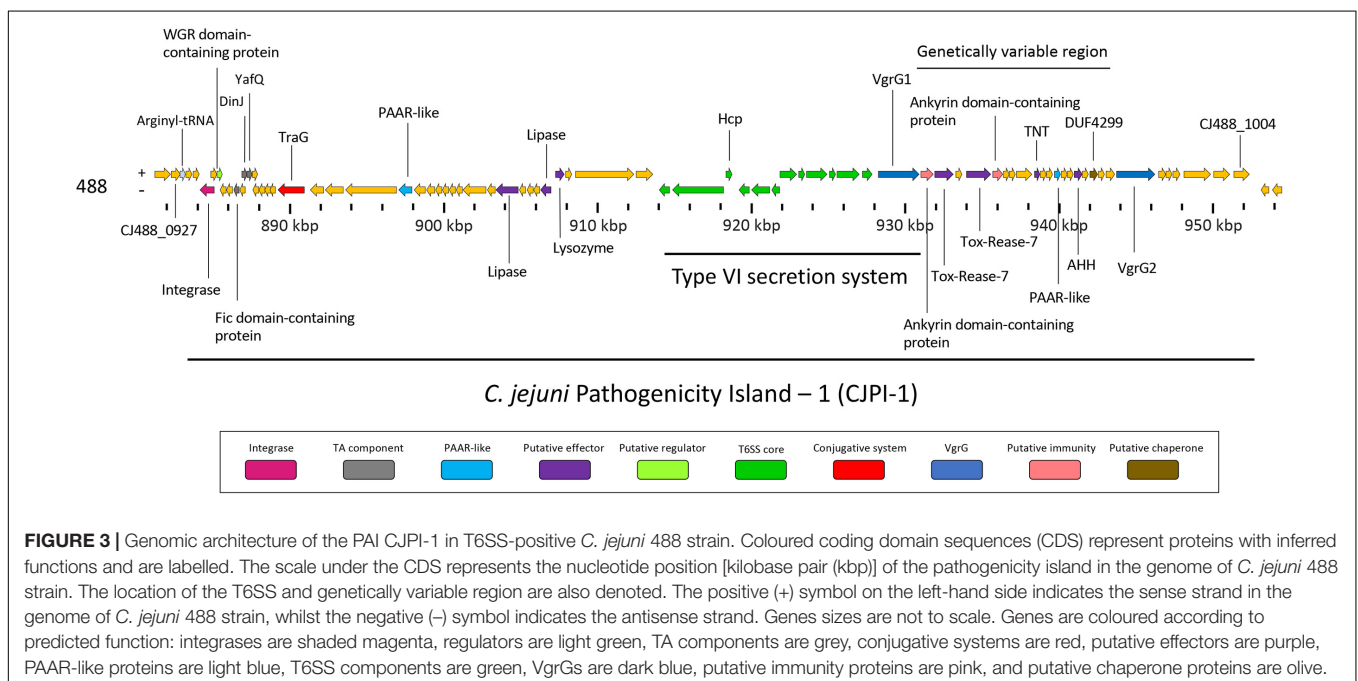 WGR domain-
containing protein
Genetically variable region
YafQ
VgrG1
DinJ
PAAR-like
Ankyrin domain-containing
protein
Hcp
DUF4299
CJ488_1004
Arginyl-tRNA
TraG
Lipase
TNT
488
+
-
CJ488_0927
890 kbp
900 kbp
910 kbp
920 kbp
930 kbp
940 kbp
950 kbp
Integrase
Fic domain-containing
protein
Lipase
Lysozyme
Type VI secretion system
Tox-Rease-7
Tox-Rease-7
AHH
VgrG2
PAAR-like
Ankyrin domain-containing
protein
C. jejuni Pathogenicity Island – 1 (CJPI-1)
Integrase
TA component
PAAR-like
Putative effector
Putative regulator
T6SS core
Conjugative system
VgrG
Putative immunity
Putative chaperone
FIGURE 3 | Genomic architecture of the PAI CJPI-1 in T6SS-positive C. jejuni 488 strain. Coloured coding domain sequences (CDS) represent proteins with inferred
functions and are labelled. The scale under the CDS represents the nucleotide position [kilobase pair (kbp)] of the pathogenicity island in the genome of C. jejuni 488
strain. The location of the T6SS and genetically variable region are also denoted. The positive (+) symbol on the left-hand side indicates the sense strand in the
genome of C. jejuni 488 strain, whilst the negative (–) symbol indicates the antisense strand. Genes sizes are not to scale. Genes are coloured according to
predicted function: integrases are shaded magenta, regulators are light green, TA components are grey, conjugative systems are red, putative effectors are purple,
PAAR-like proteins are light blue, T6SS components are green, VgrGs are dark blue, putative immunity proteins are pink, and putative chaperone proteins are olive.